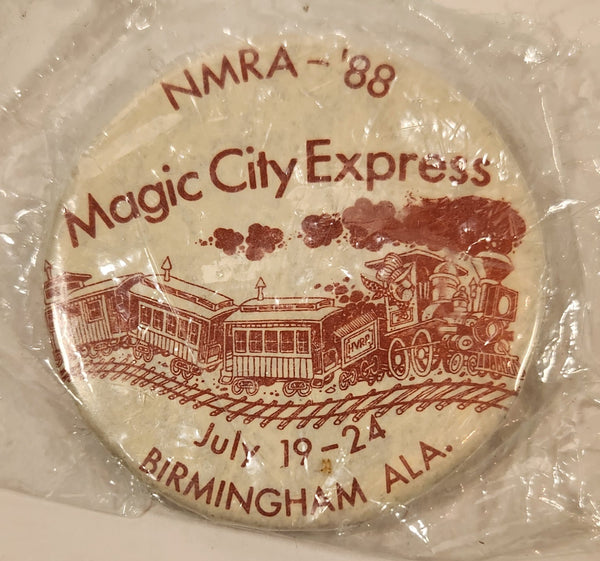 NMRA - '88
Magic City Express
July 19-24
BIRMINGHAM ALA.